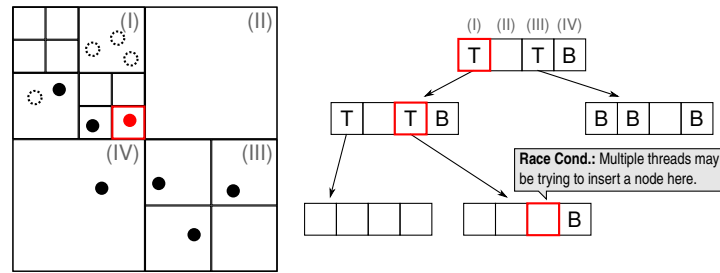 (I) (II)
(IV) (III)
(I) (II) (III) (IV)
T T B
T T B
B B B
Race Cond.: Multiple threads may
be trying to insert a node here.
B